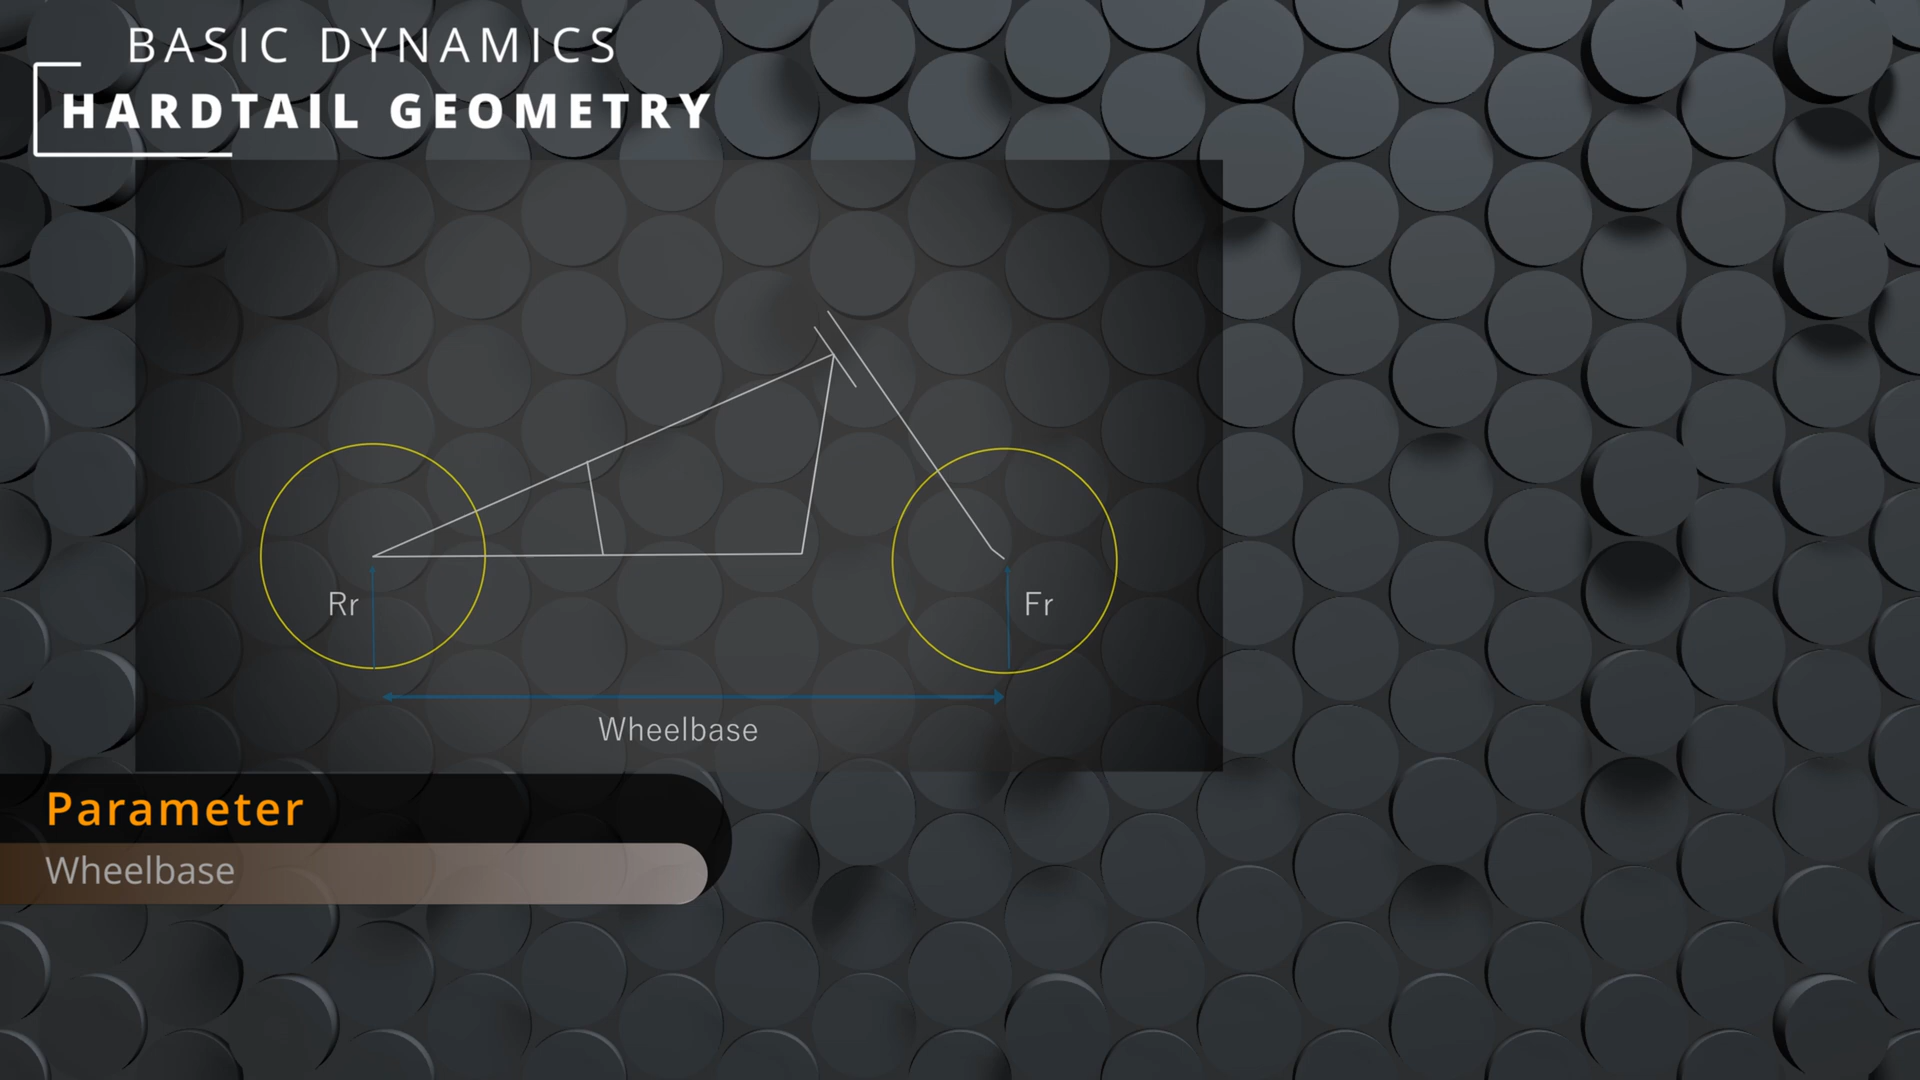 BASIC DYNAMICS
HARDTAIL GEOMETRY
Rr
Fr
Wheelbase
Parameter
Wheelbase